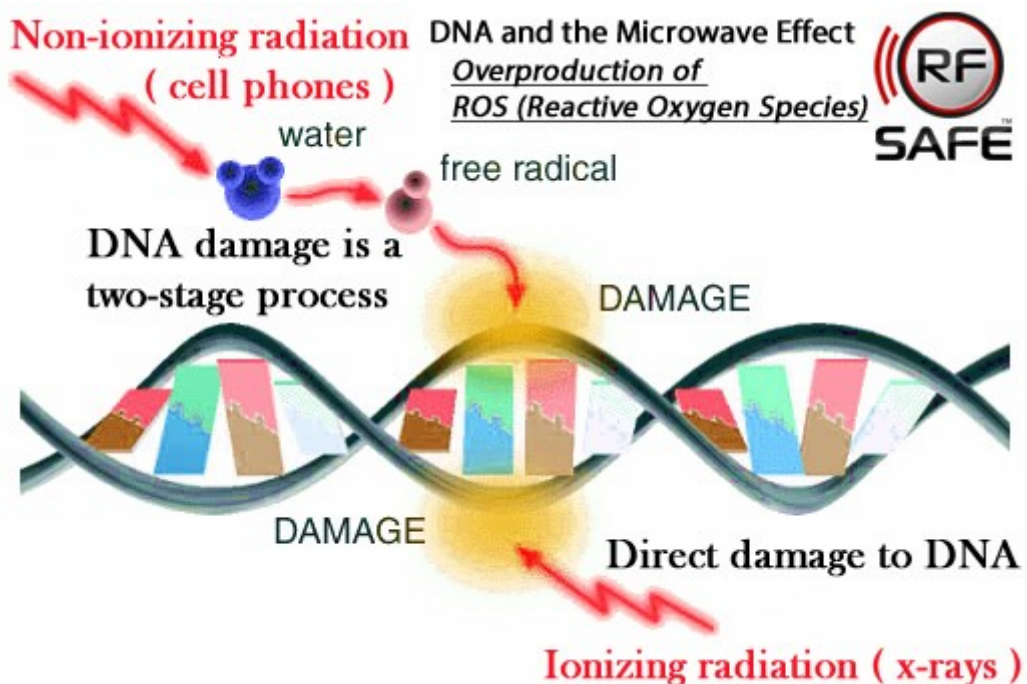 Non-ionizing radiation
( cell phones )
DNA and the Microwave Effect
Overproduction of
ROS (Reactive Oxygen Species)
RF
SAFE™
water
free radical
DNA damage is a
two-stage process
DAMAGE
DAMAGE
Direct damage to DNA
Ionizing radiation ( x-rays )